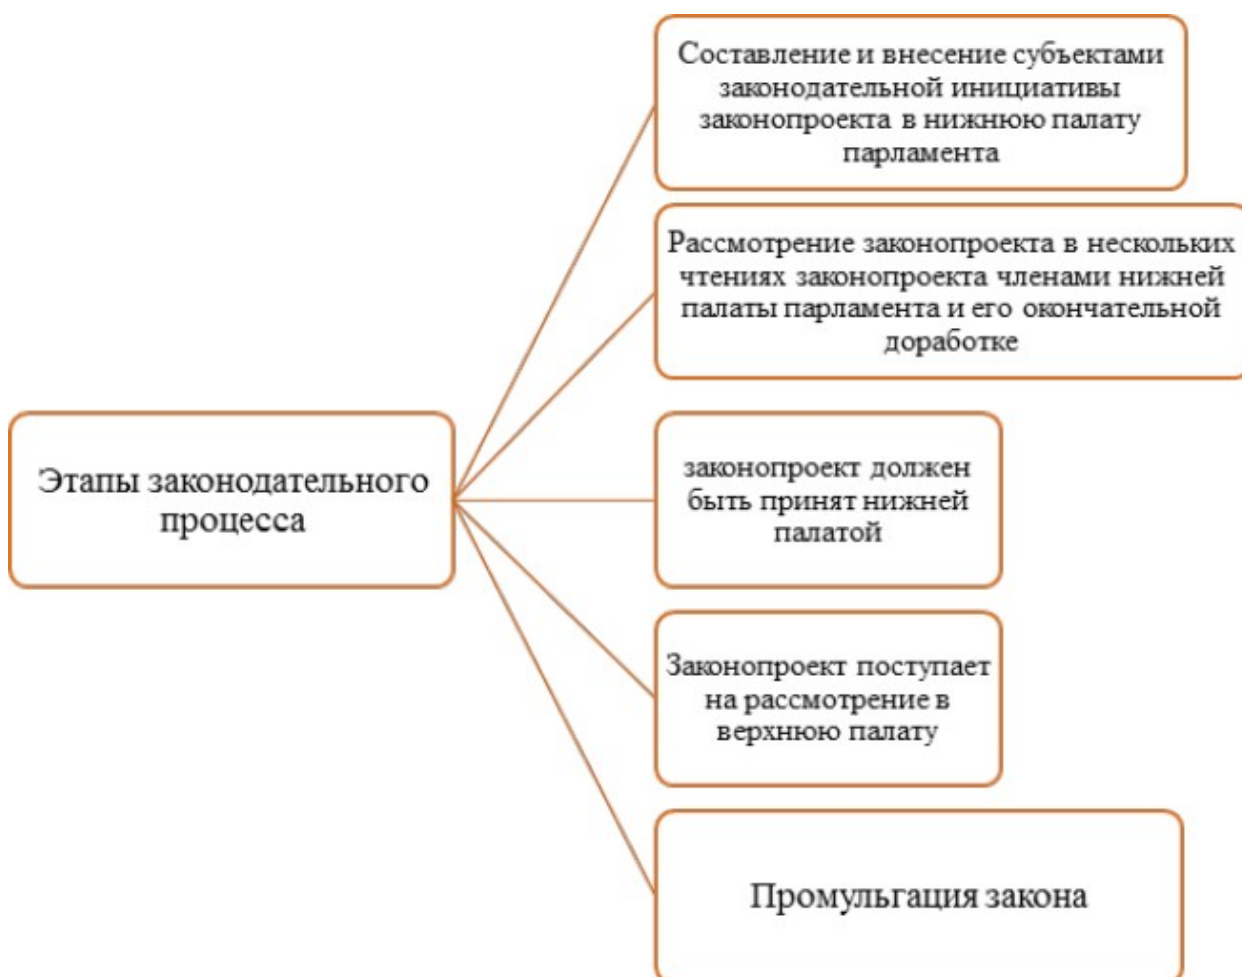 Составление и внесение субъектами
законодательной инициативы
законопроекта в нижнюю палату
парламента
Рассмотрение законопроекта в нескольких
чтениях законопроекта членами нижней
палаты парламента и его окончательной
доработке
Этапы законодательного
процесса
законопроект должен
быть принят нижней
палатой
Законопроект поступает
на рассмотрение в
верхнюю палату
Промульгация закона